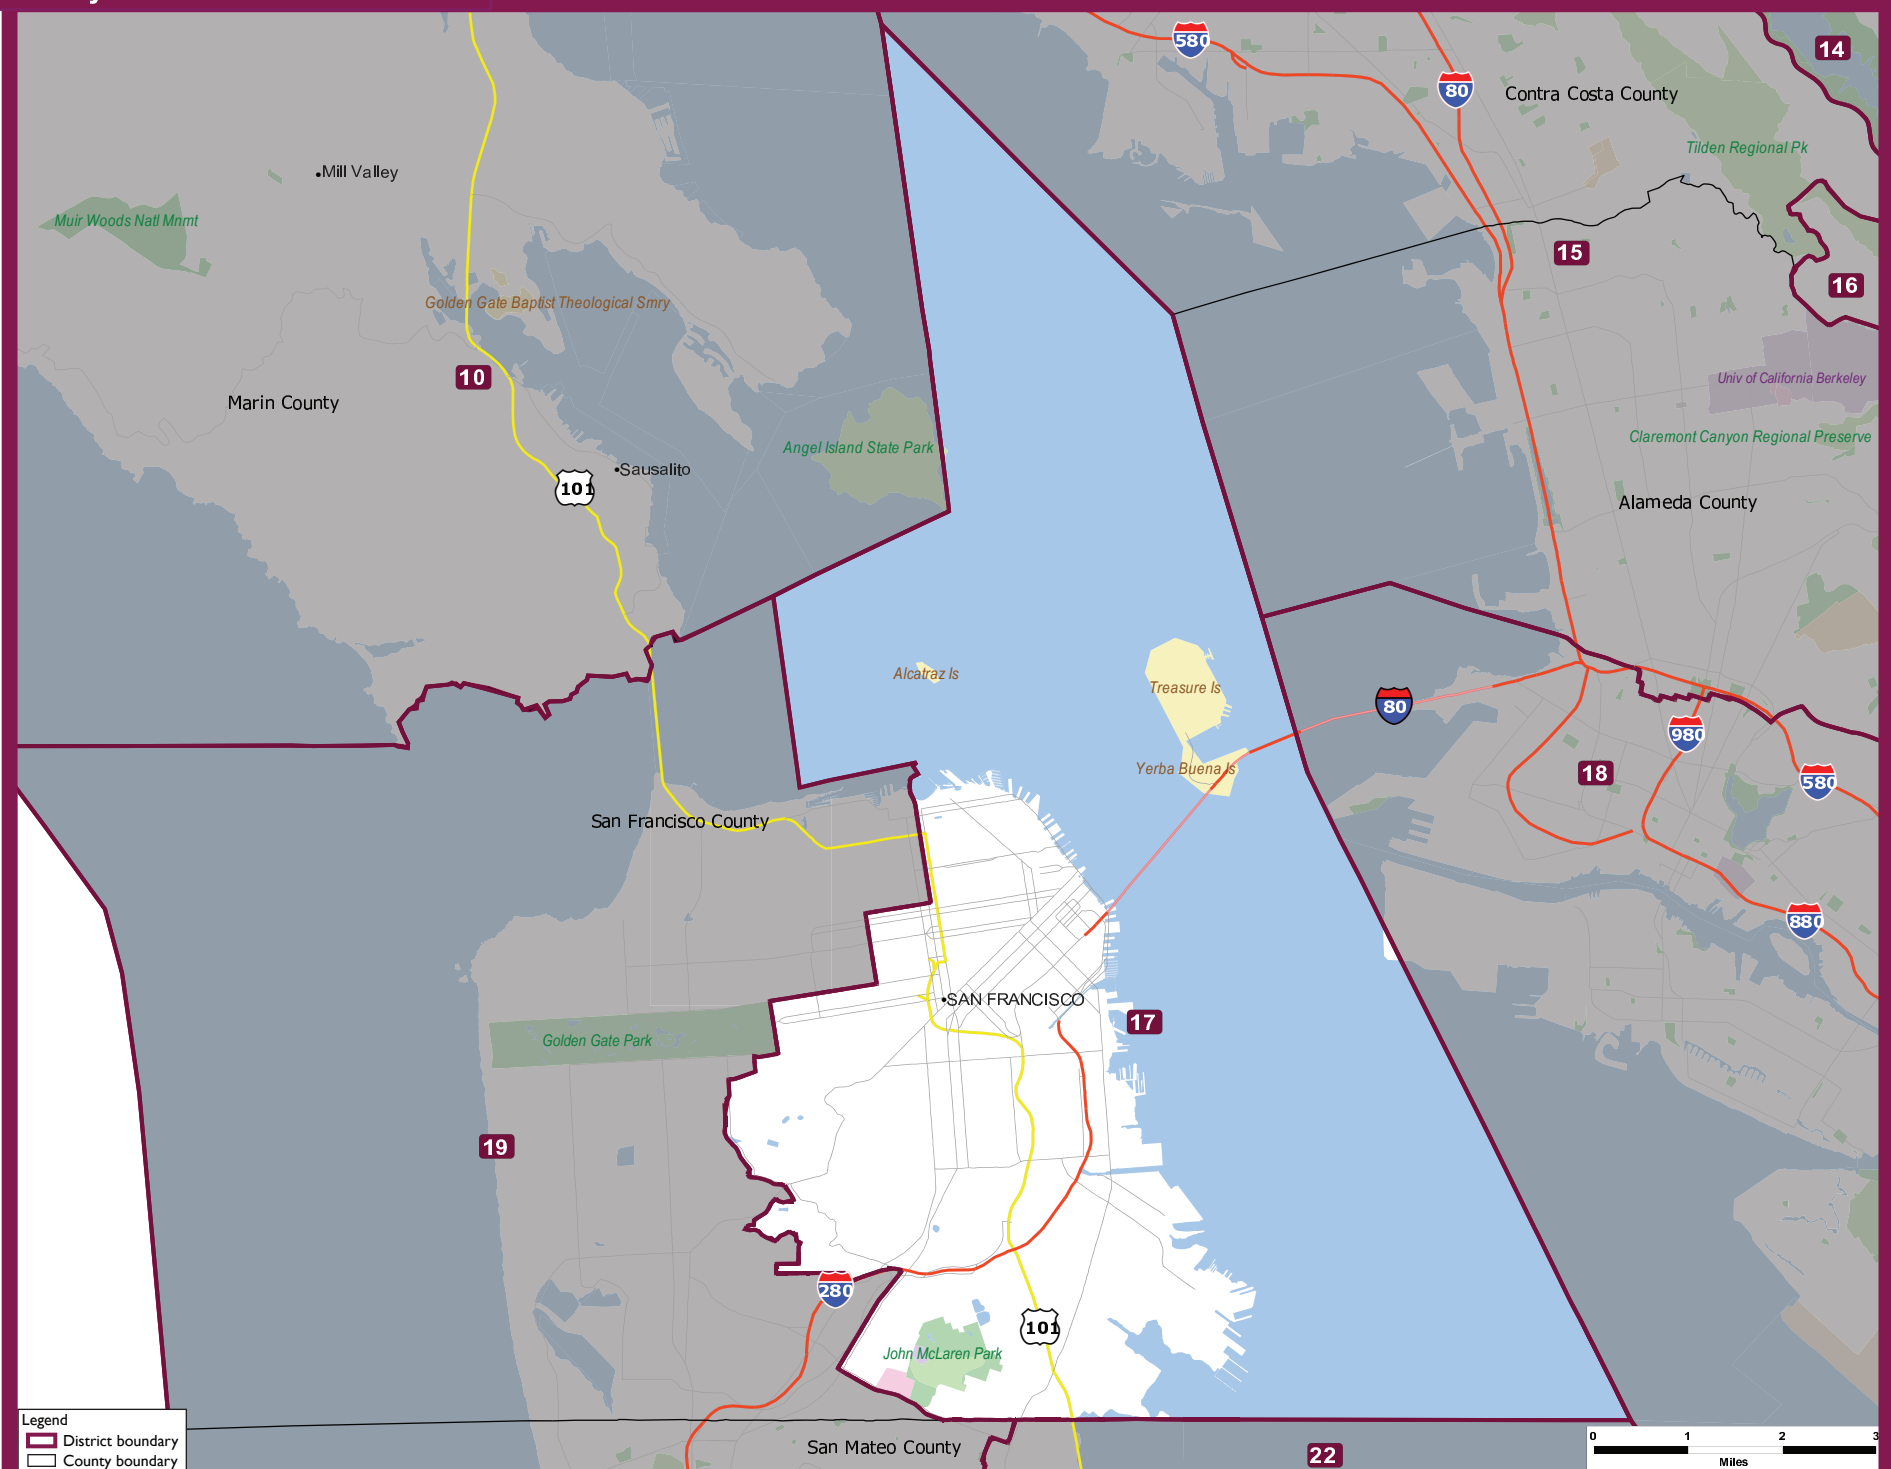 580
14
80
Contra Costa County
Tilden Regional Pk
•Mill Valley
Muir Woods Natl Mnmt
15
16
Golden Gate Baptist Theological Smry
10
Univ of California Berkeley
Marin County
Claremont Canyon Regional Preserve
Angel Island State Park
•Sausalito
101
Alameda County
Alcatraz Is
Treasure Is
80
980
Yerba Buena Is
18
580
San Francisco County
880
•SAN FRANCISCO
17
Golden Gate Park
19
280
101
John McLaren Park
Legend
District boundary
County boundary
San Mateo County
22
0 1 2 3
Miles